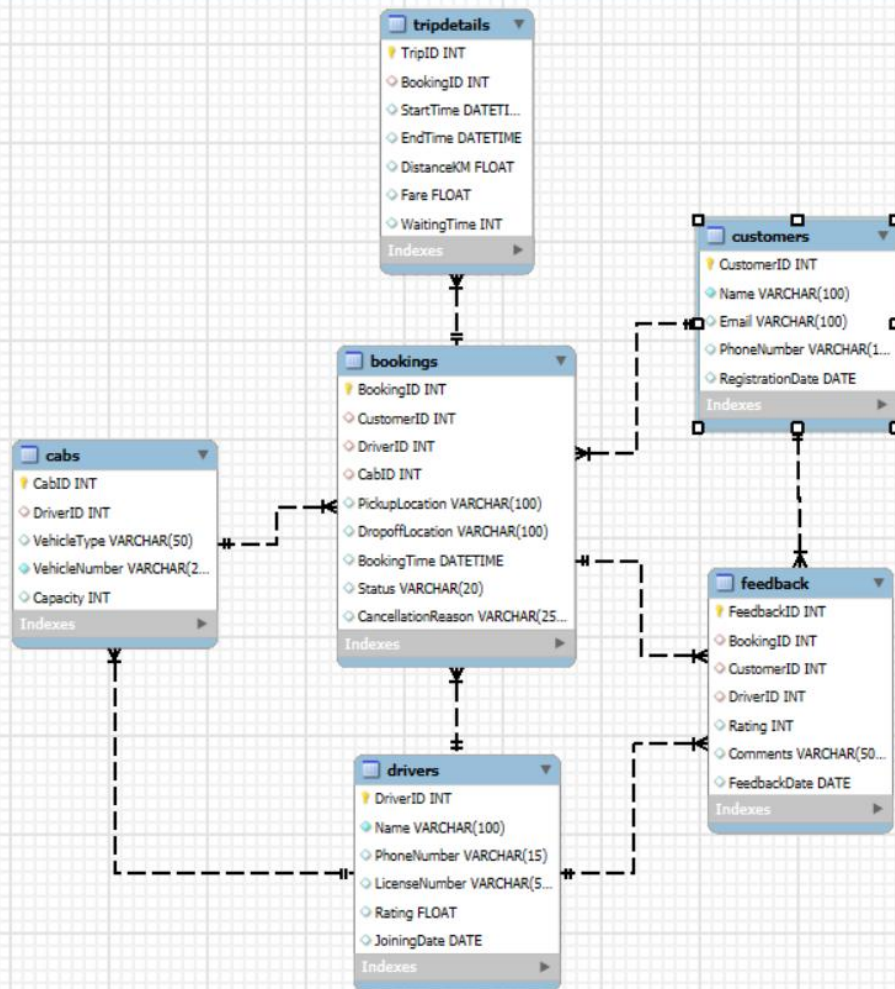 tripdetails
TripID INT
BookingID INT
StartTime DATETI...
EndTime DATETIME
DistanceKM FLOAT
Fare FLOAT
WaitingTime INT
Indexes
customers
CustomerID INT
Name VARCHAR(100)
Email VARCHAR(100)
PhoneNumber VARCHAR(1...
RegistrationDate DATE
Indexes
bookings
BookingID INT
CustomerID INT
DriverID INT
CabID INT
PickupLocation VARCHAR(100)
DropoffLocation VARCHAR(100)
BookingTime DATETIME
Status VARCHAR(20)
CancellationReason VARCHAR(25...
Indexes
cabs
CabID INT
DriverID INT
VehicleType VARCHAR(50)
VehicleNumber VARCHAR(2...
Capacity INT
Indexes
feedback
FeedbackID INT
BookingID INT
CustomerID INT
DriverID INT
Rating INT
Comments VARCHAR(50...
FeedbackDate DATE
Indexes
drivers
DriverID INT
Name VARCHAR(100)
PhoneNumber VARCHAR(15)
LicenseNumber VARCHAR(5...
Rating FLOAT
JoiningDate DATE
Indexes